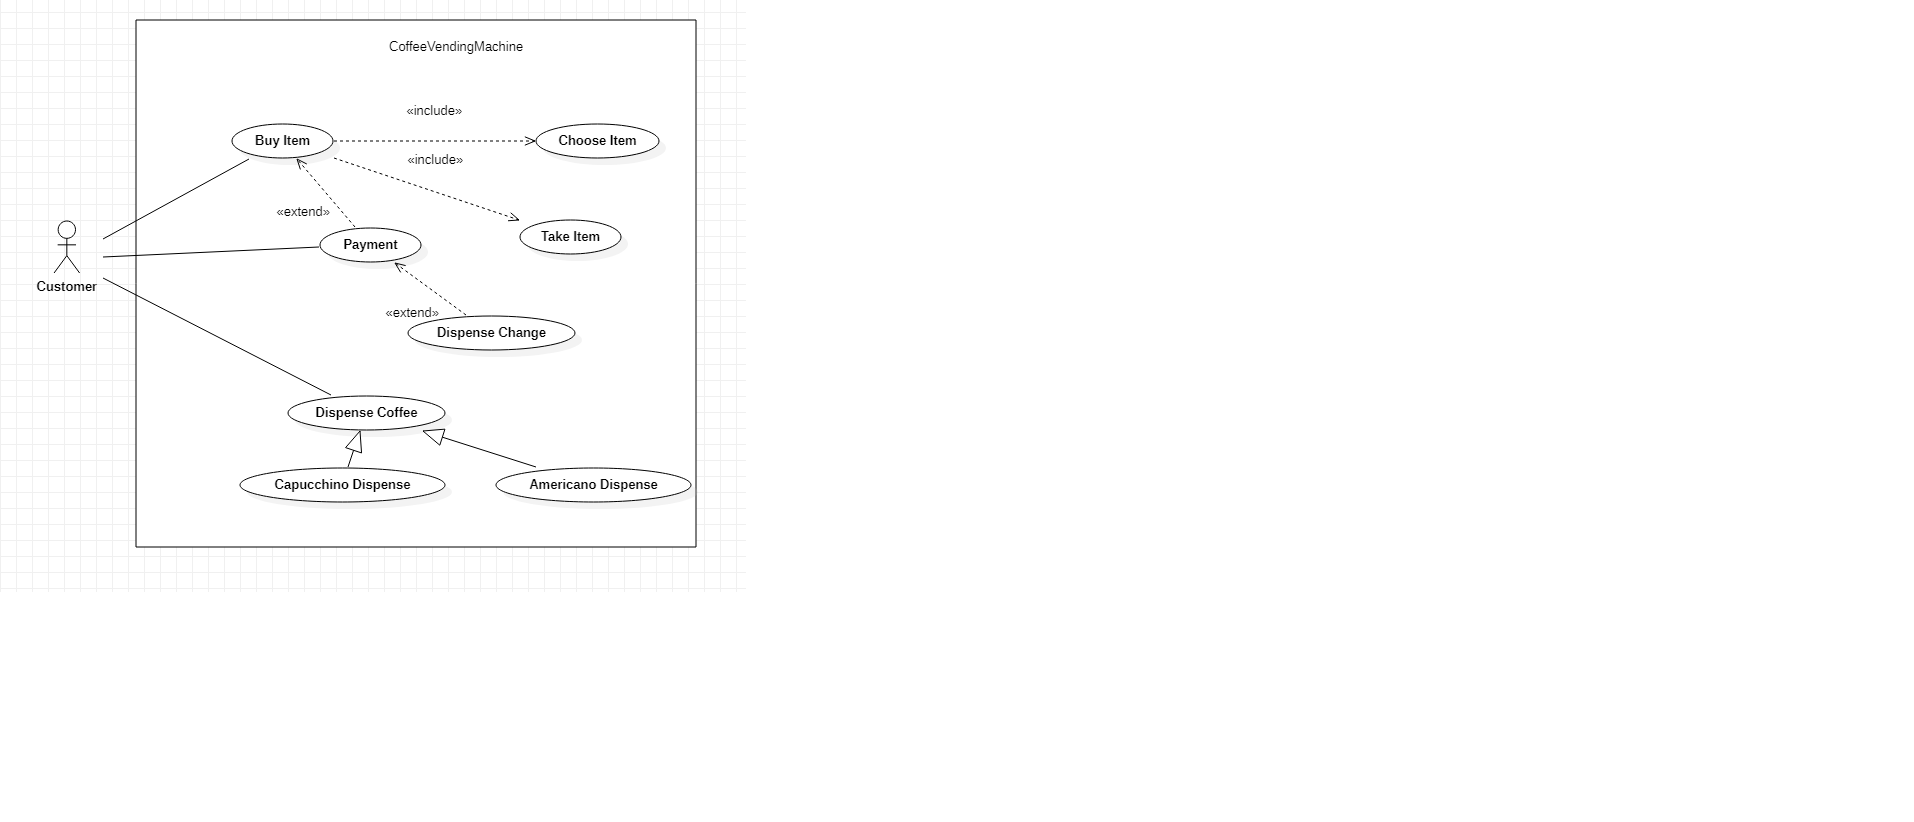 CoffeeVendingMachine
«include»
Buy Item
Choose Item
«include»
«extend»
Take Item
Payment
Customer
«extend»
Dispense Change
Dispense Coffee
Capucchino Dispense
Americano Dispense